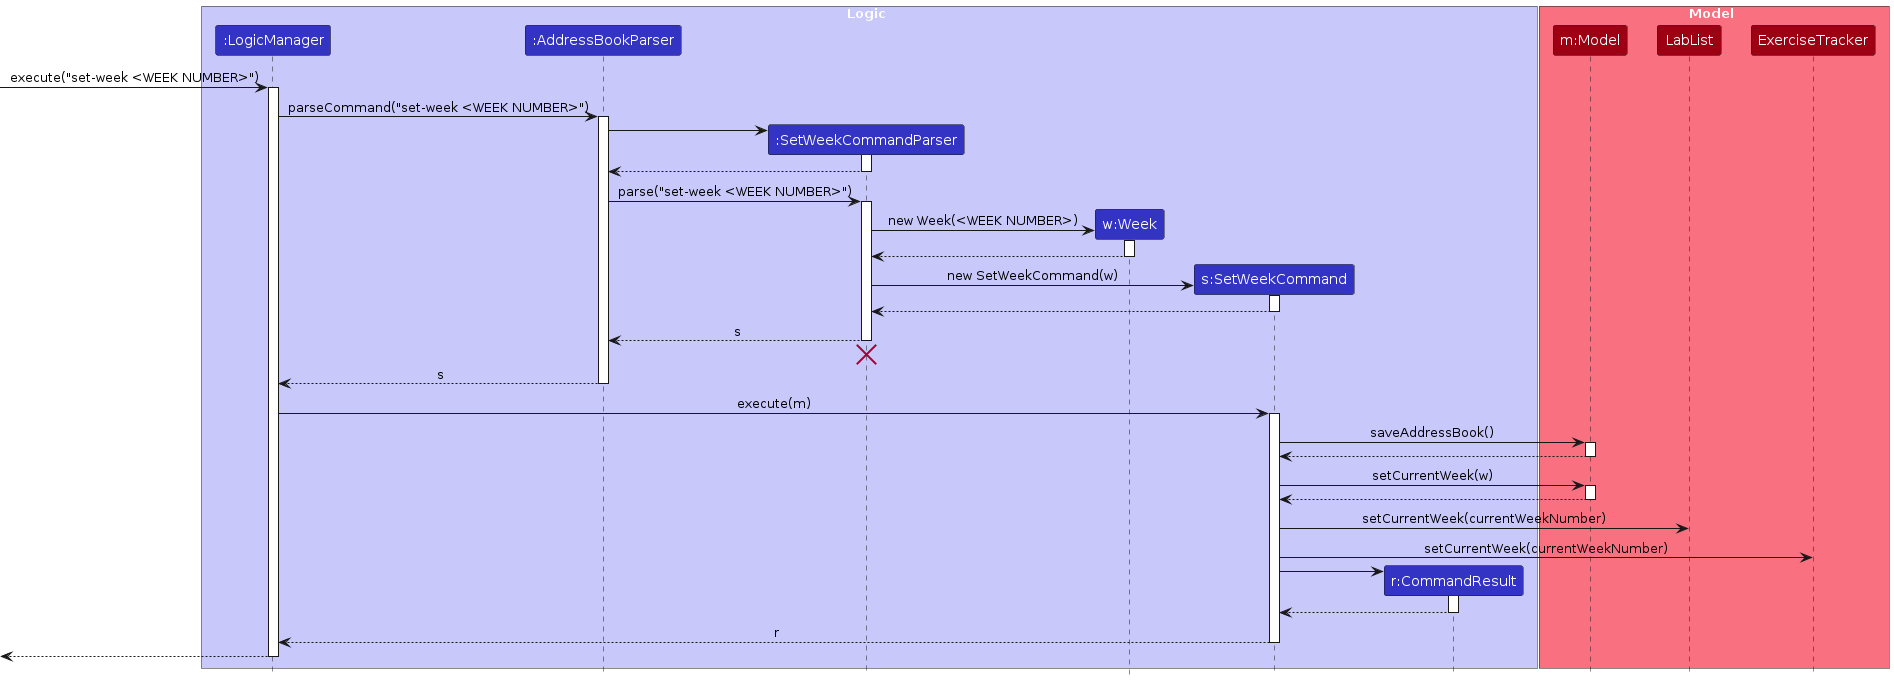 Logic
Model
:LogicManager
:AddressBookParser
m:Model
LabList
ExerciseTracker
execute("set-week <WEEK NUMBER>")
parseCommand("set-week <WEEK NUMBER>")
:SetWeekCommandParser
parse("set-week <WEEK NUMBER>")
new Week(<WEEK NUMBER>)
w:Week
new SetWeekCommand(w)
s:SetWeekCommand
s
s
execute(m)
saveAddressBook()
setCurrentWeek(w)
setCurrentWeek(currentWeekNumber)
setCurrentWeek(currentWeekNumber)
r:CommandResult
r